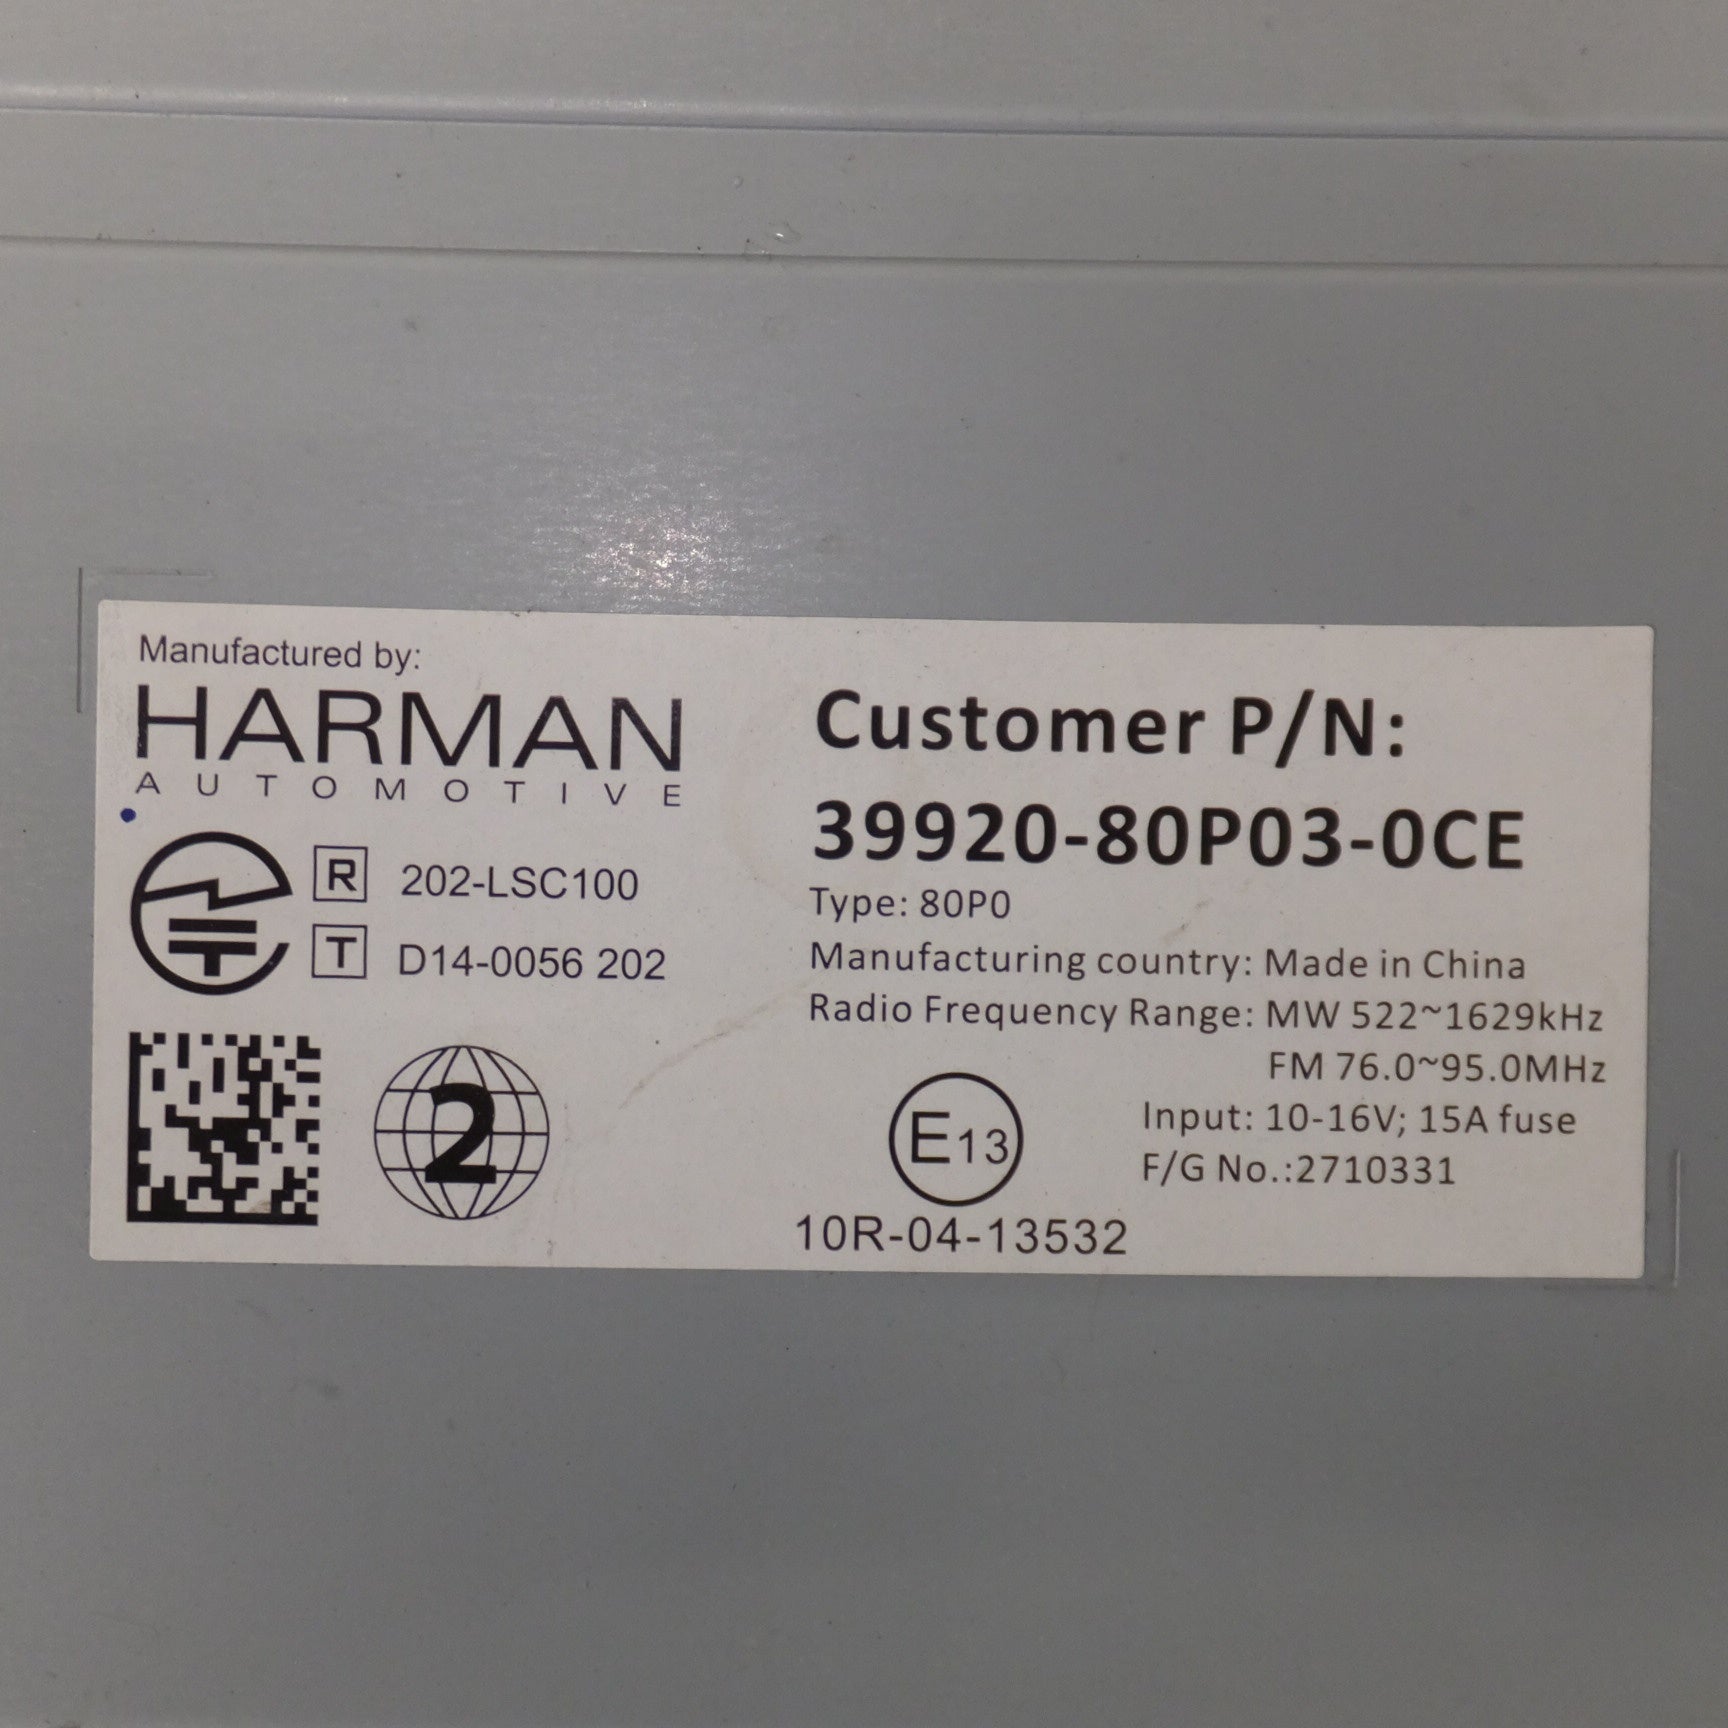 Manufactured by:
HARMAN
AUTOMOTIVE
R 202-LSC100
T D14-0056 202
2
Customer P/N:
39920-80P03-0CE
Type: 80P0
Manufacturing country: Made in China
Radio Frequency Range: MW 522~1629kHz
FM 76.0~95.0MHz
Input: 10-16V; 15A fuse
F/G No.:2710331
E13
10R-04-13532